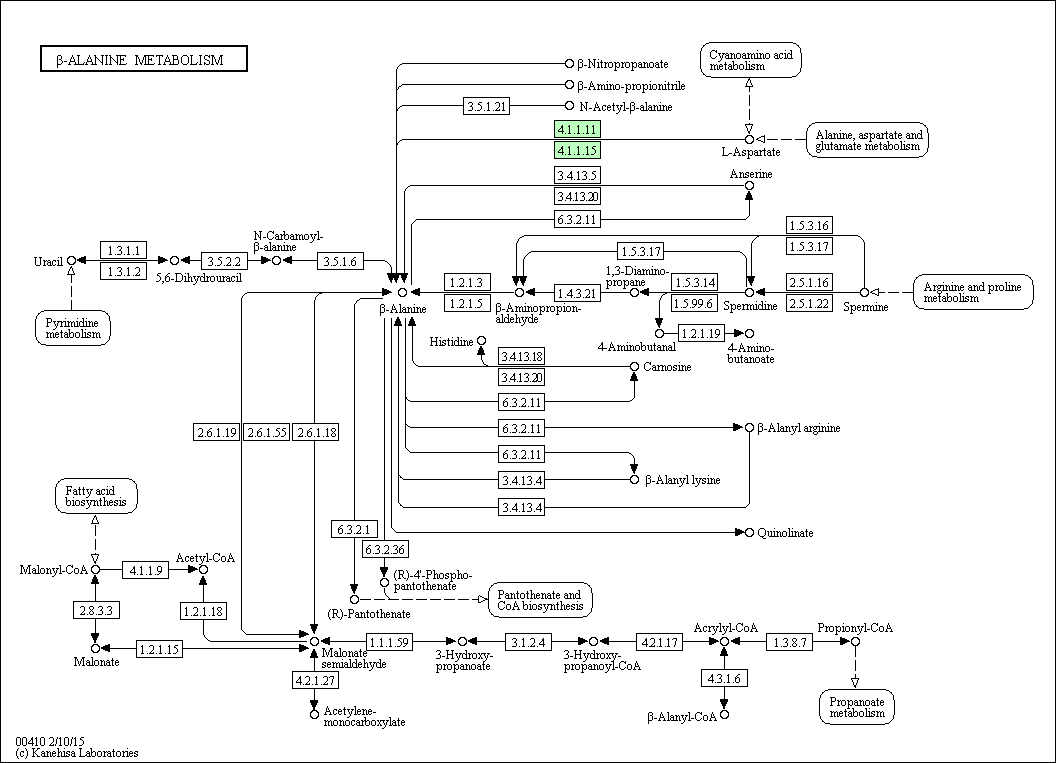 β-ALANINE METABOLISM
β-Nitropropanoate
β-Amino-propionitrile
3.5.1.21
N-Acetyl-β-alanine
Cyanoamino acid
metabolism
4.1.1.11
4.1.1.15
L-Aspartate
Alanine, aspartate and
glutamate metabolism
3.4.13.5
3.4.13.20
Anserine
6.3.2.11
1.5.3.16
1.5.3.17
1.5.3.17
Uracil
1.3.1.1
1.3.1.2
5,6-Dihydrouracil
3.5.2.2
N-Carbamoyl-
β-alanine
3.5.1.6
β-Alanine
1.2.1.3
1.2.1.5
β-Aminopropion-
aldehyde
1.4.3.21
1,3-Diamino-
propane
1.5.3.14
1.5.99.6
Spermidine
2.5.1.16
2.5.1.22
Spermine
Arginine and proline
metabolism
Pyrimidine
metabolism
4-Aminobutanal
1.2.1.19
4-Amino-
butanoate
Histidine
3.4.13.18
3.4.13.20
Carnosine
6.3.2.11
2.6.1.19
2.6.1.55
2.6.1.18
6.3.2.11
β-Alanyl arginine
6.3.2.11
3.4.13.4
β-Alanyl lysine
3.4.13.4
Quinolinate
Fatty acid
biosynthesis
6.3.2.1
6.3.2.36
Malonyl-CoA
4.1.1.9
Acetyl-CoA
(R)-4'-Phospho-
pantothenate
(R)-Pantothenate
Pantothenate and
CoA biosynthesis
2.8.3.3
1.2.1.18
Malonate
1.2.1.15
Malonate
semialdehyde
1.1.1.59
3-Hydroxy-
propanoate
3.1.2.4
3-Hydroxy-
propanoyl-CoA
4.2.1.17
Acrylyl-CoA
1.3.8.7
Propionyl-CoA
4.2.1.27
4.3.1.6
Acetylene-
monocarboxylate
β-Alanyl-CoA
Propanoate
metabolism
00410 2/10/15
(c) Kanehisa Laboratories